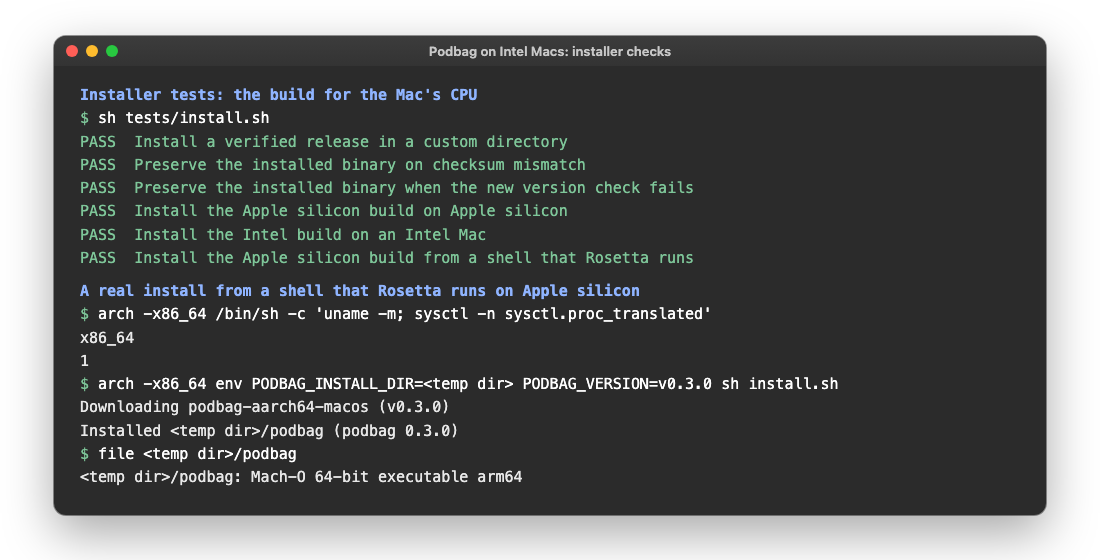 Podbag on Intel Macs: installer checks
Installer tests: the build for the Mac's CPU
$ sh tests/install.sh
PASS  Install a verified release in a custom directory
PASS  Preserve the installed binary on checksum mismatch
PASS  Preserve the installed binary when the new version check fails
PASS  Install the Apple silicon build on Apple silicon
PASS  Install the Intel build on an Intel Mac
PASS  Install the Apple silicon build from a shell that Rosetta runs
A real install from a shell that Rosetta runs on Apple silicon
$ arch -x86_64 /bin/sh -c 'uname -m; sysctl -n sysctl.proc_translated'
x86_64
1
$ arch -x86_64 env PODBAG_INSTALL_DIR=<temp dir> PODBAG_VERSION=v0.3.0 sh install.sh
Downloading podbag-aarch64-macos (v0.3.0)
Installed <temp dir>/podbag (podbag 0.3.0)
$ file <temp dir>/podbag
<temp dir>/podbag: Mach-O 64-bit executable arm64